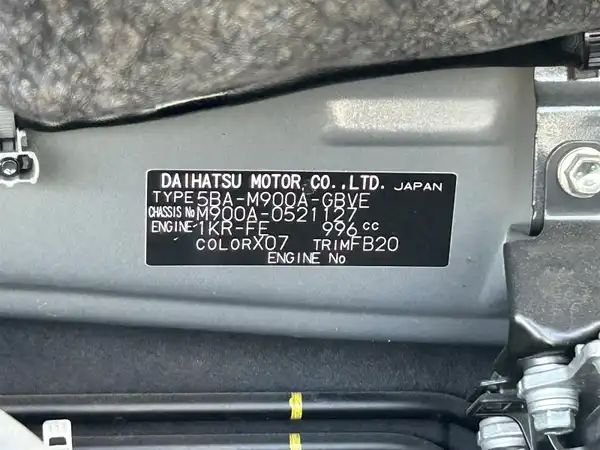 DAIHATSU MOTOR CO.,LTD. JAPAN
TYPE 5BA-M900A-GBVE
CHASSIS No M900A-0521127
ENGINE 1KR-FE 996 cc
COLOR X07 TRIM FB20
ENGINE No